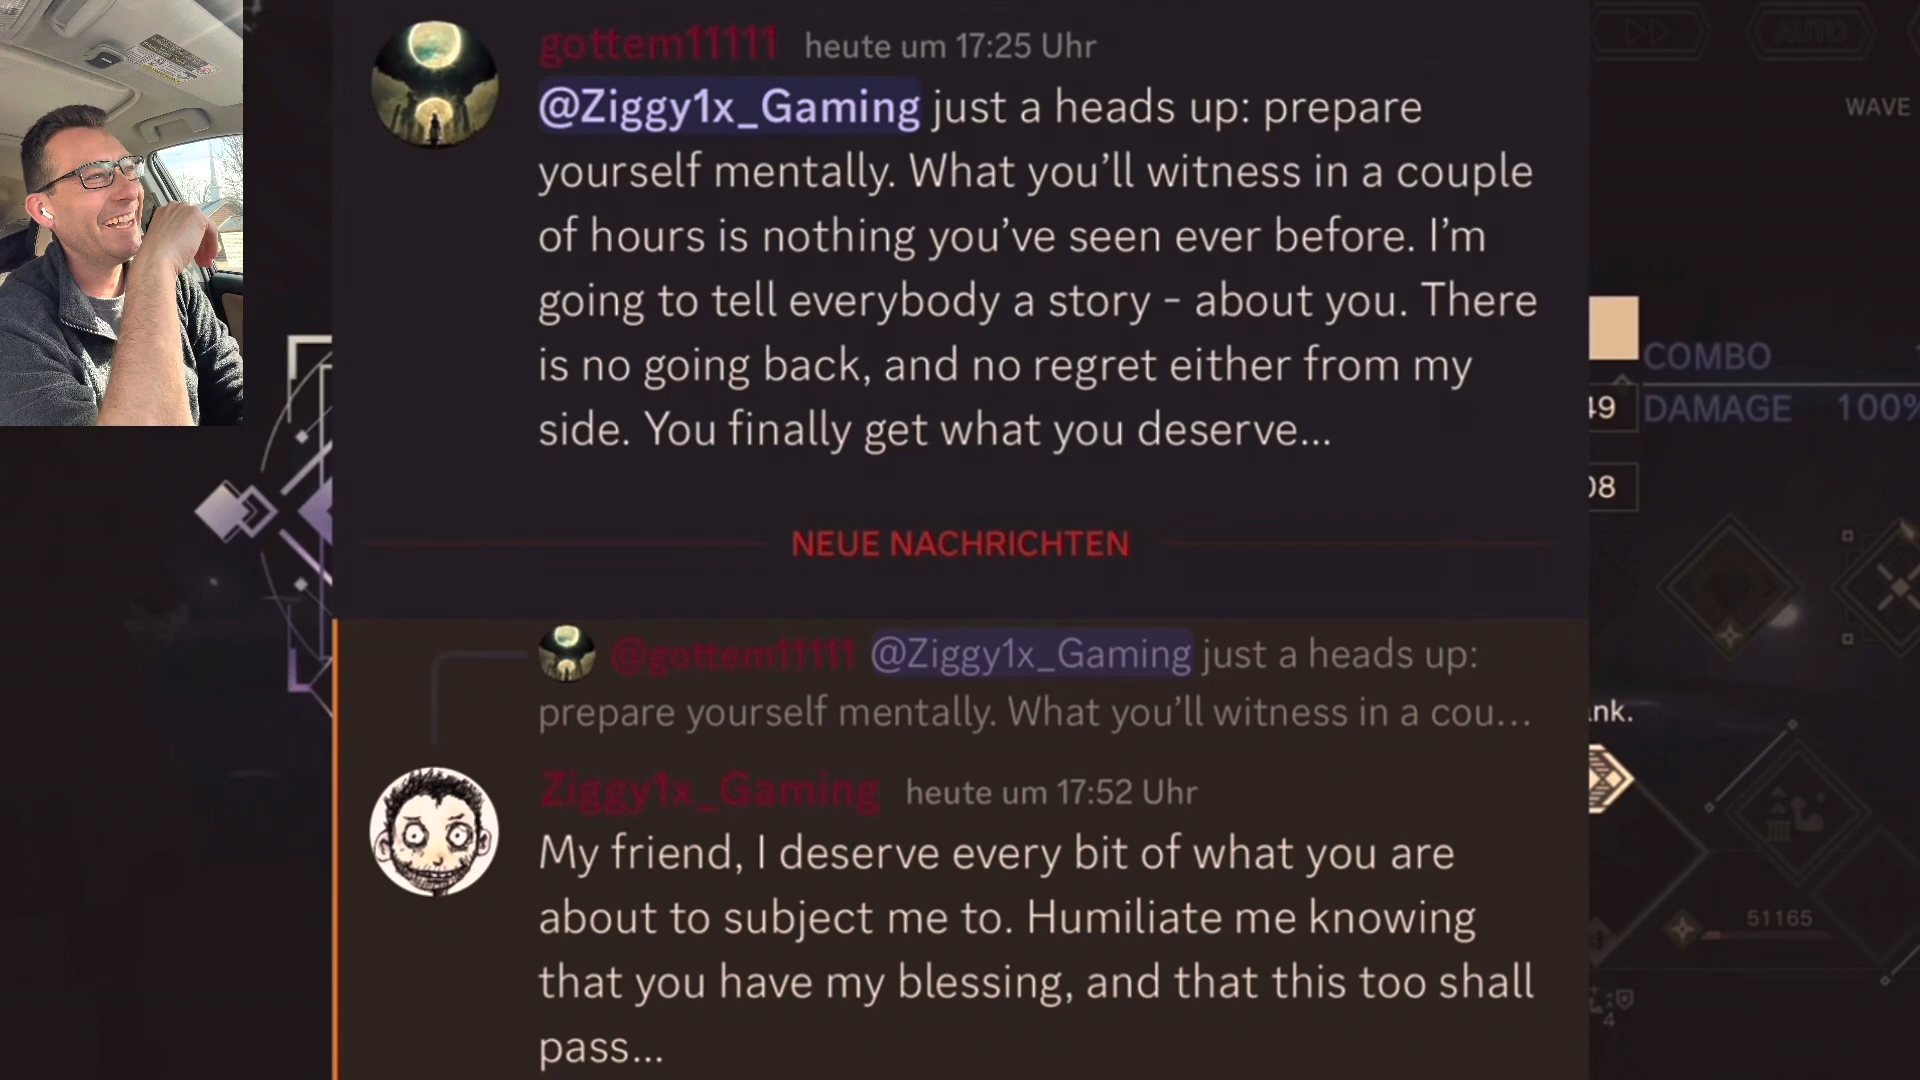 gottem11111 heute um 17:25 Uhr
@Ziggy1x_Gaming just a heads up: prepare
yourself mentally. What you'll witness in a couple
of hours is nothing you've seen ever before. I'm
going to tell everybody a story - about you. There
is no going back, and no regret either from my
side. You finally get what you deserve...
NEUE NACHRICHTEN
@gottem11111 @Ziggy1x_Gaming just a heads up:
prepare yourself mentally. What you'll witness in a cou...
Ziggy1x_Gaming heute um 17:52 Uhr
My friend, I deserve every bit of what you are
about to subject me to. Humiliate me knowing
that you have my blessing, and that this too shall
pass...
AUTO
WAVE
COMBO
49
DAMAGE 100%
08
nk.
51165
4